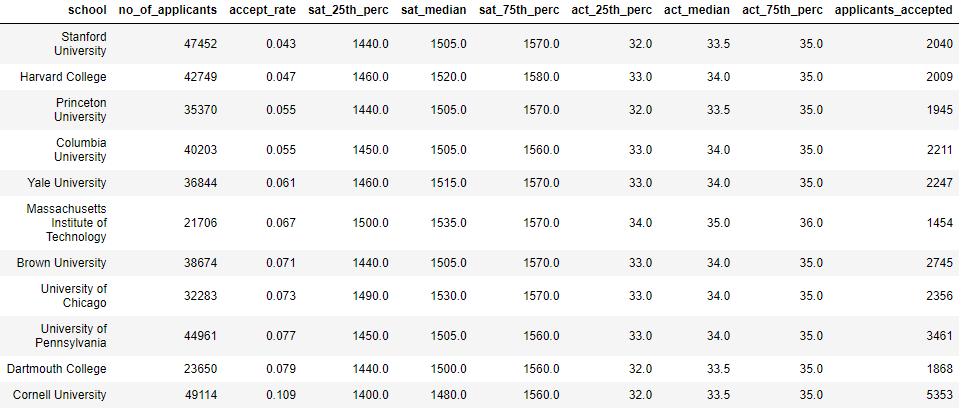 school no_of_applicants accept_rate sat_25th_perc sat_median sat_75th_perc act_25th_perc act_median act_75th_perc applicants_accepted
Stanford
University 47452 0.043 1440.0 1505.0 1570.0 32.0 33.5 35.0 2040
Harvard College 42749 0.047 1460.0 1520.0 1580.0 33.0 34.0 35.0 2009
Princeton
University 35370 0.055 1440.0 1505.0 1570.0 32.0 33.5 35.0 1945
Columbia
University 40203 0.055 1450.0 1505.0 1560.0 33.0 34.0 35.0 2211
Yale University 36844 0.061 1460.0 1515.0 1570.0 33.0 34.0 35.0 2247
Massachusetts
Institute of 21706 0.067 1500.0 1535.0 1570.0 34.0 35.0 36.0 1454
Technology
Brown University 38674 0.071 1440.0 1505.0 1570.0 33.0 34.0 35.0 2745
University of
Chicago 32283 0.073 1490.0 1530.0 1570.0 33.0 34.0 35.0 2356
University of
Pennsylvania 44961 0.077 1450.0 1505.0 1560.0 33.0 34.0 35.0 3461
Dartmouth College 23650 0.079 1440.0 1500.0 1560.0 32.0 33.5 35.0 1868
Cornell University 49114 0.109 1400.0 1480.0 1560.0 32.0 33.5 35.0 5353